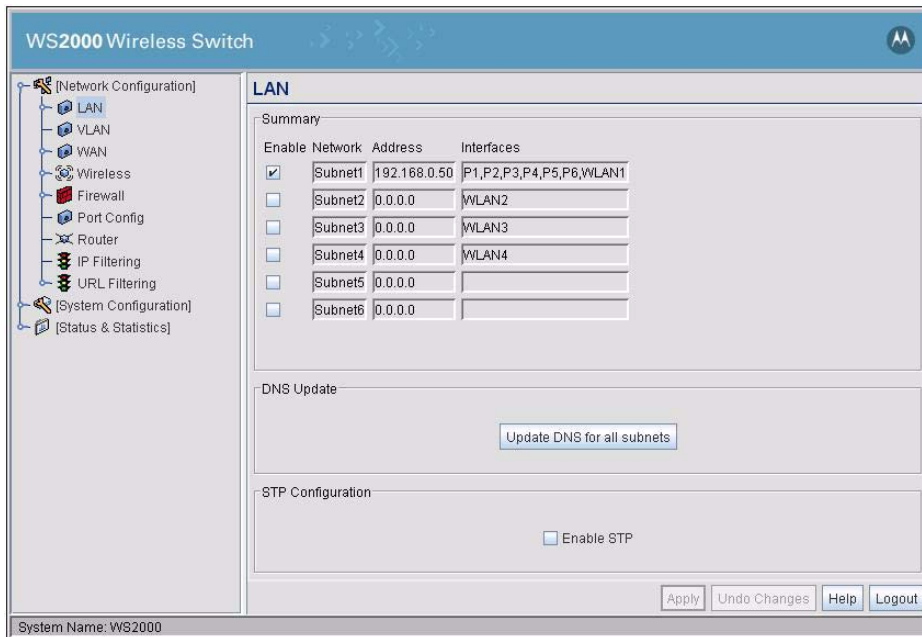 WS2000 Wireless Switch
[Network Configuration]
LAN
VLAN
WAN
Wireless
Firewall
Port Config
Router
IP Filtering
URL Filtering
[System Configuration]
[Status & Statistics]
LAN
Summary
Enable Network Address Interfaces
Subnet1 192.168.0.50 P1,P2,P3,P4,P5,P6,WLAN1
Subnet2 0.0.0.0 WLAN2
Subnet3 0.0.0.0 WLAN3
Subnet4 0.0.0.0 WLAN4
Subnet5 0.0.0.0
Subnet6 0.0.0.0
DNS Update
Update DNS for all subnets
STP Configuration
Enable STP
Apply Undo Changes Help Logout
System Name: WS2000